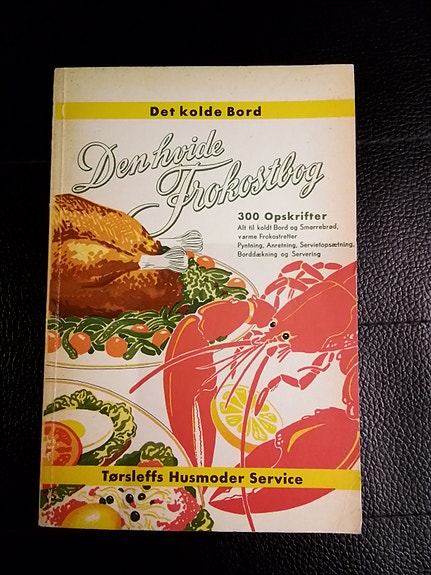 Det kolde Bord
Den hvide
Frokostbog
300 Opskrifter
Alt til koldt Bord og Smørrebrød,
varme Frokostretter
Pyntning, Anretning, Servietopsætning,
Borddækning og Servering
Tørsleffs Husmoder Service